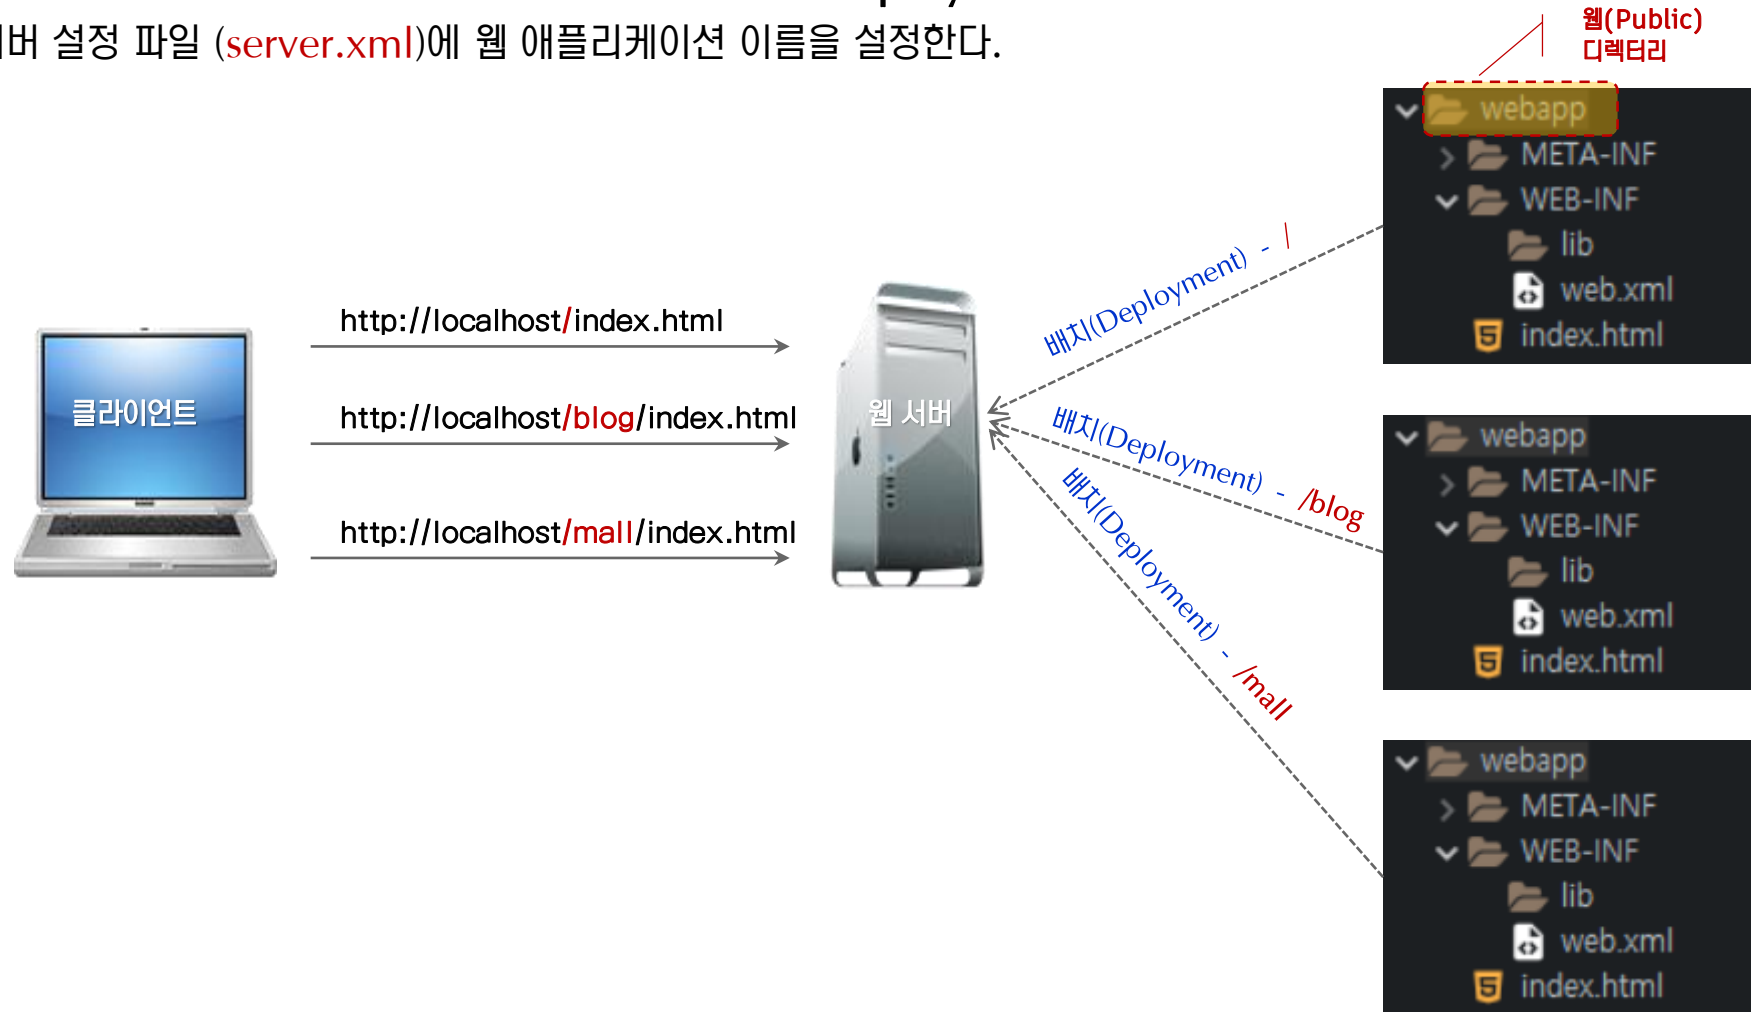 버 설정 파일 (server.xml)에 웹 애플리케이션 이름을 설정한다.
웹(Public)
디렉터리
webapp
META-INF
WEB-INF
lib
web.xml
index.html
배치(Deployment) - /
http://localhost/index.html
클라이언트
http://localhost/blog/index.html
웹 서버
배치(Deployment) - /blog
webapp
META-INF
WEB-INF
lib
web.xml
index.html
http://localhost/mall/index.html
배치(Deployment) - /mall
webapp
META-INF
WEB-INF
lib
web.xml
index.html